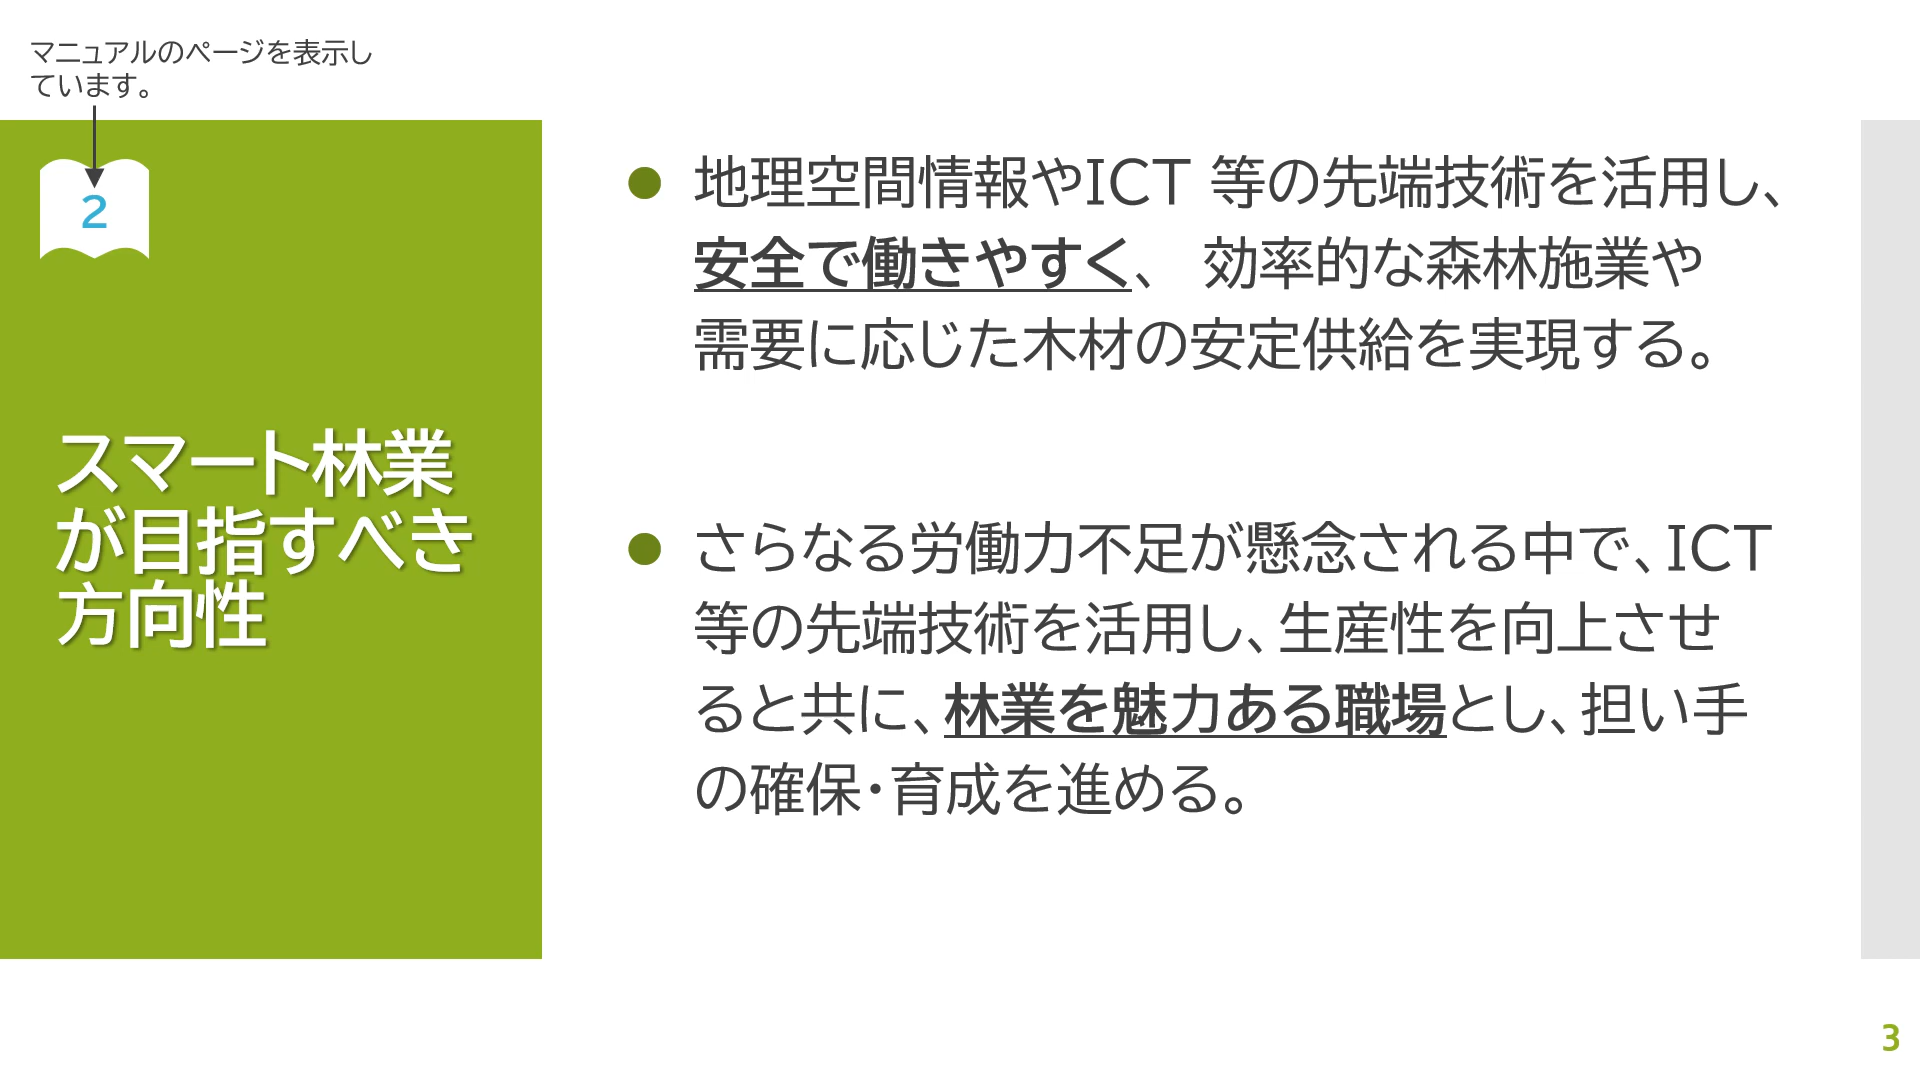 マニュアルのページを表示し
ています。
2
スマート林業
が目指すべき
方向性
● 地理空間情報やICT 等の先端技術を活用し、
安全で働きやすく、 効率的な森林施業や
需要に応じた木材の安定供給を実現する。
● さらなる労働力不足が懸念される中で、ICT
等の先端技術を活用し、生産性を向上させ
ると共に、林業を魅力ある職場とし、担い手
の確保・育成を進める。
3